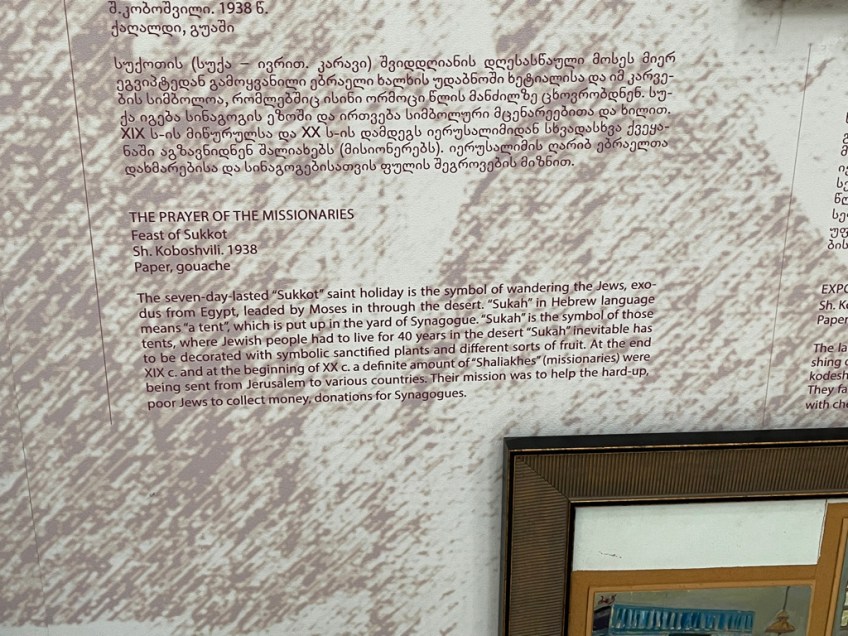 შ.კობოშვილი. 1938 წ.
ქაღალდი, გუაში
სუქოთის (სუქა – ივრით. კარავი) შვიდდღიანის დღესასწაული მოსეს მიერ
ეგვიპტედან გამოყვანილი ებრაელი ხალხის უდაბნოში ხეტიალისა და იმ კარვე-
ბის სიმბოლოა, რომლებშიც ისინი ორმოცი წლის მანძილზე ცხოვრობდნენ. სუ-
ქა იგება სინაგოგის ეზოში და ირთვება სიმბოლური მცენარეებითა და ხილით.
XIX ს-ის მიწურულსა და XX ს-ის დამდეგს იერუსალიმიდან სხვადასხვა ქვეყა-
ნაში აგზავნიდნენ შალიახებს (მისიონერებს). იერუსალიმის ღარიბ ებრაელთა
დახმარებისა და სინაგოგებისათვის ფულის შეგროვების მიზნით.
THE PRAYER OF THE MISSIONARIES
Feast of Sukkot
Sh. Koboshvili. 1938
Paper, gouache
The seven-day-lasted “Sukkot” saint holiday is the symbol of wandering the Jews, exo-
dus from Egypt, leaded by Moses in through the desert. “Sukah” in Hebrew language
means “a tent”, which is put up in the yard of Synagogue. “Sukah” is the symbol of those
tents, where Jewish people had to live for 40 years in the desert “Sukah” inevitable has
to be decorated with symbolic sanctified plants and different sorts of fruit. At the end
XIX c. and at the beginning of XX c. a definite amount of “Shaliakhes” (missionaries) were
being sent from Jerusalem to various countries. Their mission was to help the hard-up,
poor Jews to collect money, donations for Synagogues.
EXPO
Sh. Ko
Paper
The la
shing o
kodesh
They fa
with che